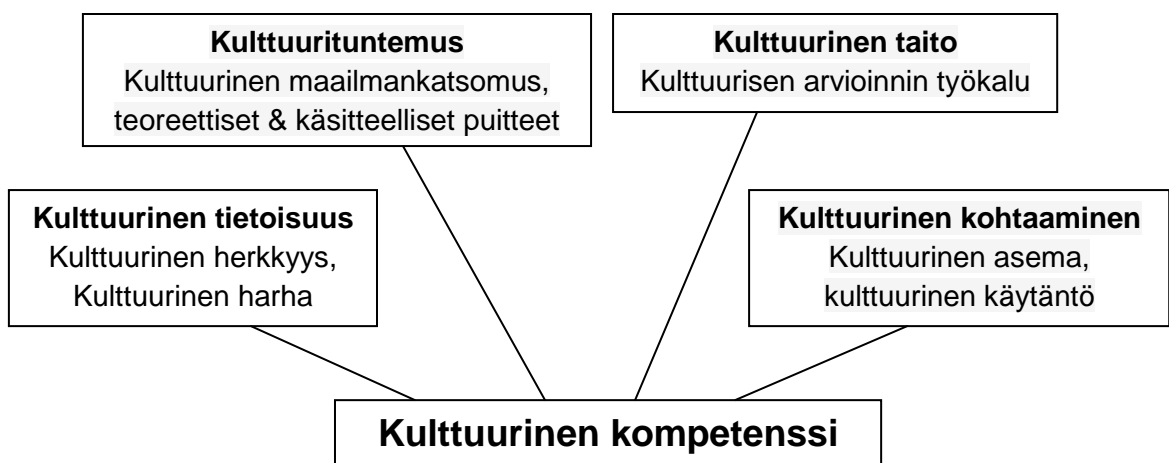 Kulttuurituntemus
Kulttuurinen maailmankatsomus,
teoreettiset & käsitteelliset puitteet
Kulttuurinen taito
Kulttuurisen arvioinnin työkalu
Kulttuurinen tietoisuus
Kulttuurinen herkkyys,
Kulttuurinen harha
Kulttuurinen kohtaaminen
Kulttuurinen asema,
kulttuurinen käytäntö
Kulttuurinen kompetenssi